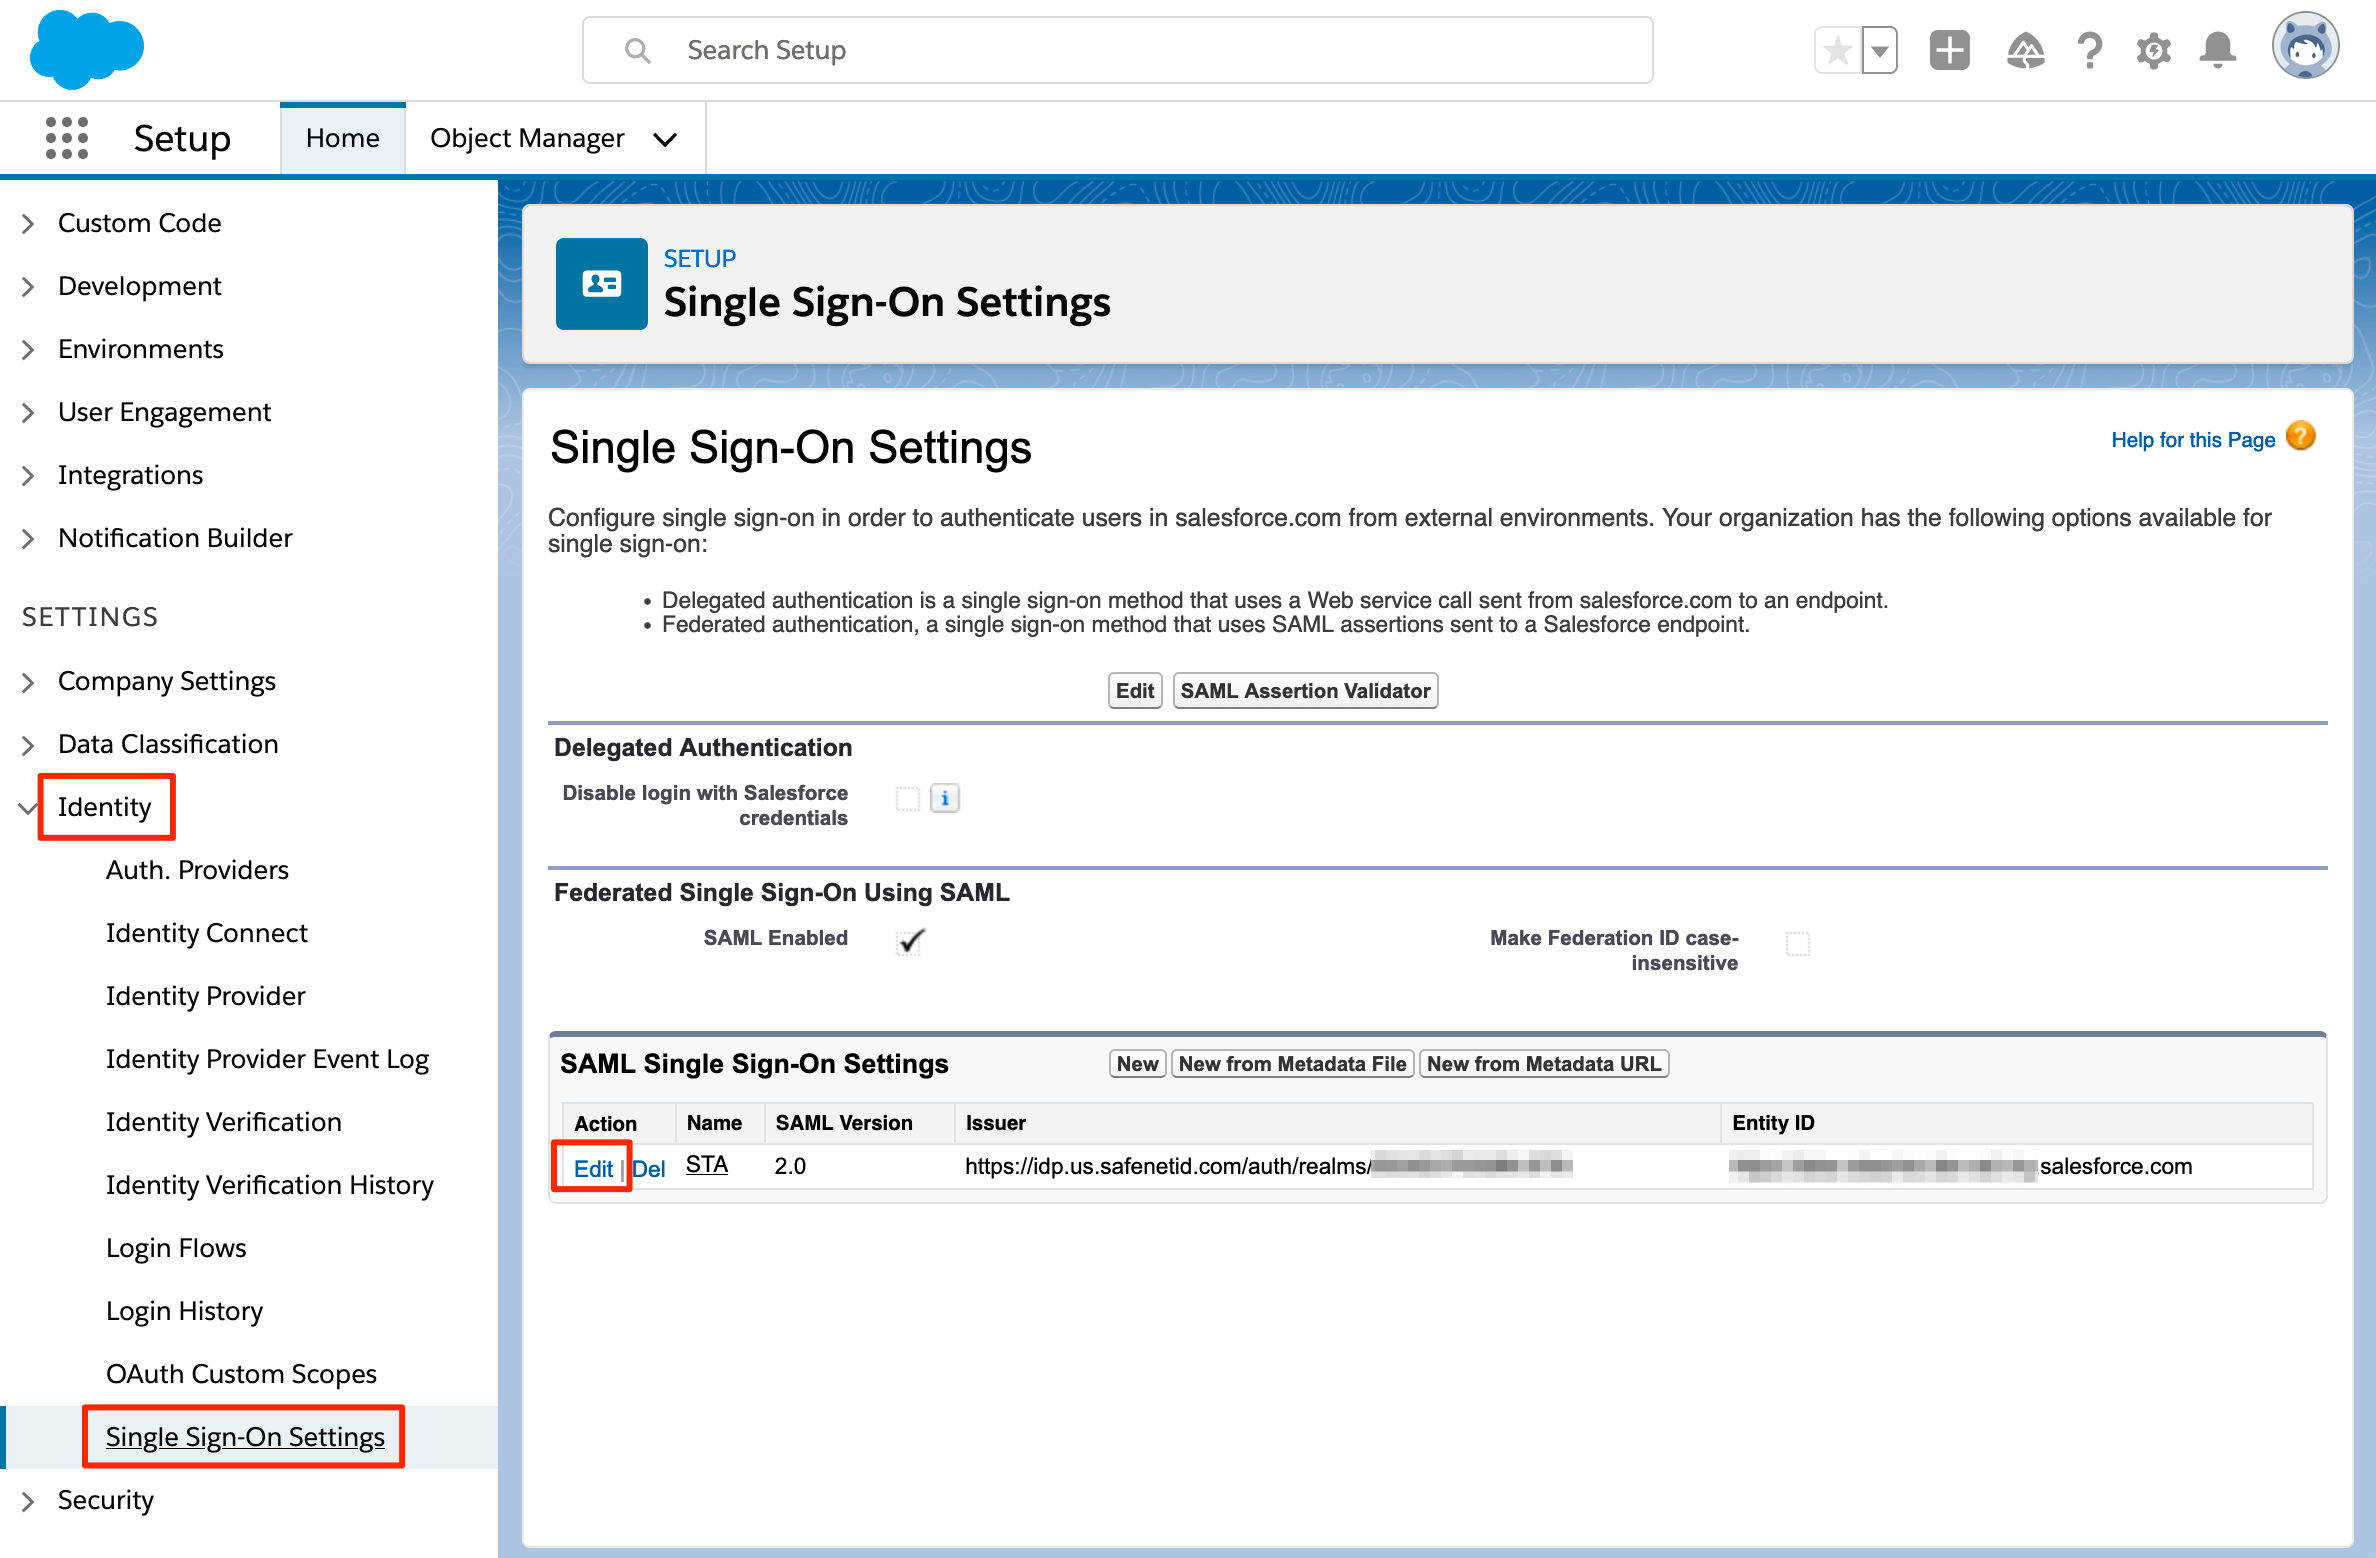 Search Setup
Setup
Home
Object Manager
Custom Code
Development
Environments
User Engagement
Integrations
Notification Builder
SETTINGS
Company Settings
Data Classification
Identity
Auth. Providers
Identity Connect
Identity Provider
Identity Provider Event Log
Identity Verification
Identity Verification History
Login Flows
Login History
OAuth Custom Scopes
Single Sign-On Settings
Security
SETUP
Single Sign-On Settings
Single Sign-On Settings
Help for this Page ?
Configure single sign-on in order to authenticate users in salesforce.com from external environments. Your organization has the following options available for
single sign-on:
• Delegated authentication is a single sign-on method that uses a Web service call sent from salesforce.com to an endpoint.
• Federated authentication, a single sign-on method that uses SAML assertions sent to a Salesforce endpoint.
Edit SAML Assertion Validator
Delegated Authentication
Disable login with Salesforce
credentials
i
Federated Single Sign-On Using SAML
SAML Enabled
Make Federation ID case-
insensitive
SAML Single Sign-On Settings New New from Metadata File New from Metadata URL
Action Name SAML Version Issuer Entity ID
Edit | Del STA 2.0 https://idp.us.safenetid.com/auth/realms/ salesforce.com